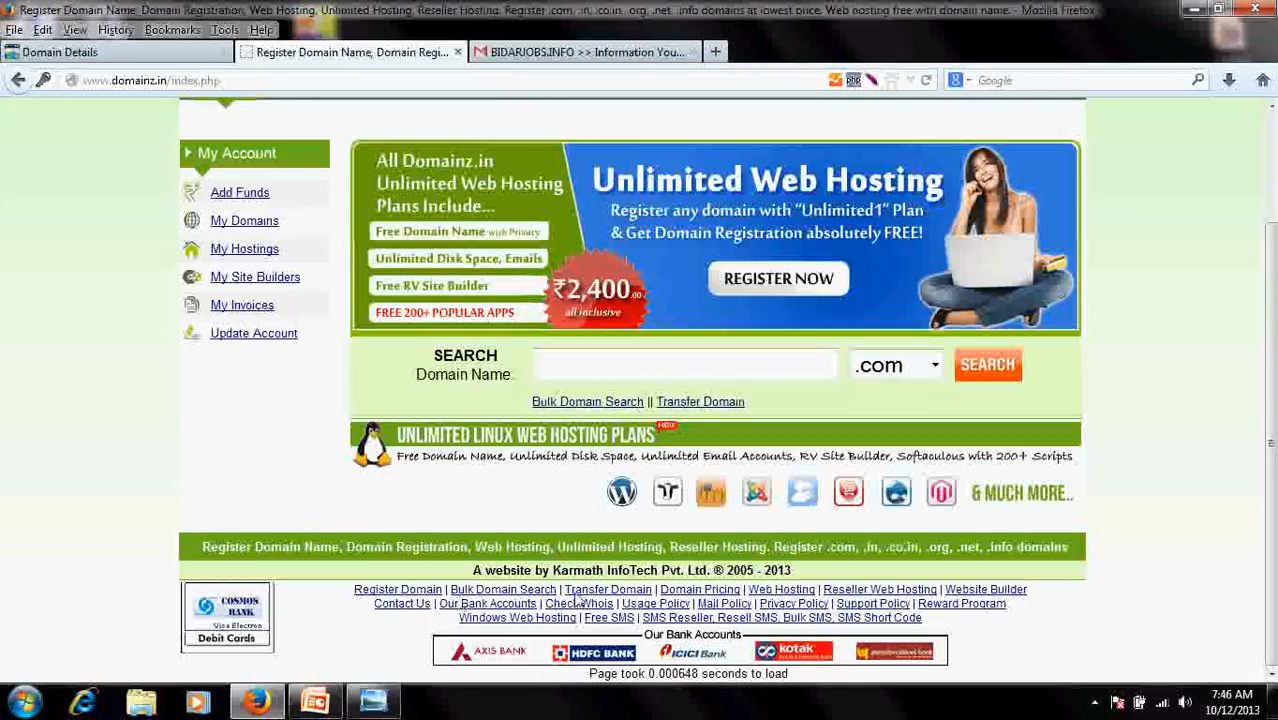 Register Domain Name, Domain Registration, Web Hosting, Unlimited Hosting, Reseller Hosting. Register .com, .in, .co.in, .org, .net, .info domains at lowest price. Web hosting free with domain name. - Mozilla Firefox
File Edit View History Bookmarks Tools Help
Domain Details
Register Domain Name, Domain Regi...
BIDARJOBS.INFO >> Information You...
www.domainz.in/index.php
Google
My Account
Add Funds
My Domains
My Hostings
My Site Builders
My Invoices
Update Account
All Domainz.in
Unlimited Web Hosting
Plans Include...
Free Domain Name with Privacy
Unlimited Disk Space, Emails
Free RV Site Builder
FREE 200+ POPULAR APPS
₹2,400.00
all inclusive
Unlimited Web Hosting
Register any domain with "Unlimited1" Plan
& Get Domain Registration absolutely FREE!
REGISTER NOW
SEARCH
Domain Name
.com
SEARCH
Bulk Domain Search || Transfer Domain
UNLIMITED LINUX WEB HOSTING PLANS NEW
Free Domain Name, Unlimited Disk Space, Unlimited Email Accounts, RV Site Builder, Softaculous with 200+ Scripts
& MUCH MORE..
Register Domain Name, Domain Registration, Web Hosting, Unlimited Hosting, Reseller Hosting. Register .com, .in, .co.in, .org, .net, .info domains
A website by Karmath InfoTech Pvt. Ltd. ® 2005 - 2013
COSMOS
BANK
Visa Electron
Debit Cards
Register Domain | Bulk Domain Search | Transfer Domain | Domain Pricing | Web Hosting | Reseller Web Hosting | Website Builder
Contact Us | Our Bank Accounts | Check Whois | Usage Policy | Mail Policy | Privacy Policy | Support Policy | Reward Program
Windows Web Hosting | Free SMS | SMS Reseller, Resell SMS, Bulk SMS, SMS Short Code
Our Bank Accounts
AXIS BANK
HDFC BANK
ICICI Bank
kotak
Page took 0.000648 seconds to load
7:46 AM
10/12/2013